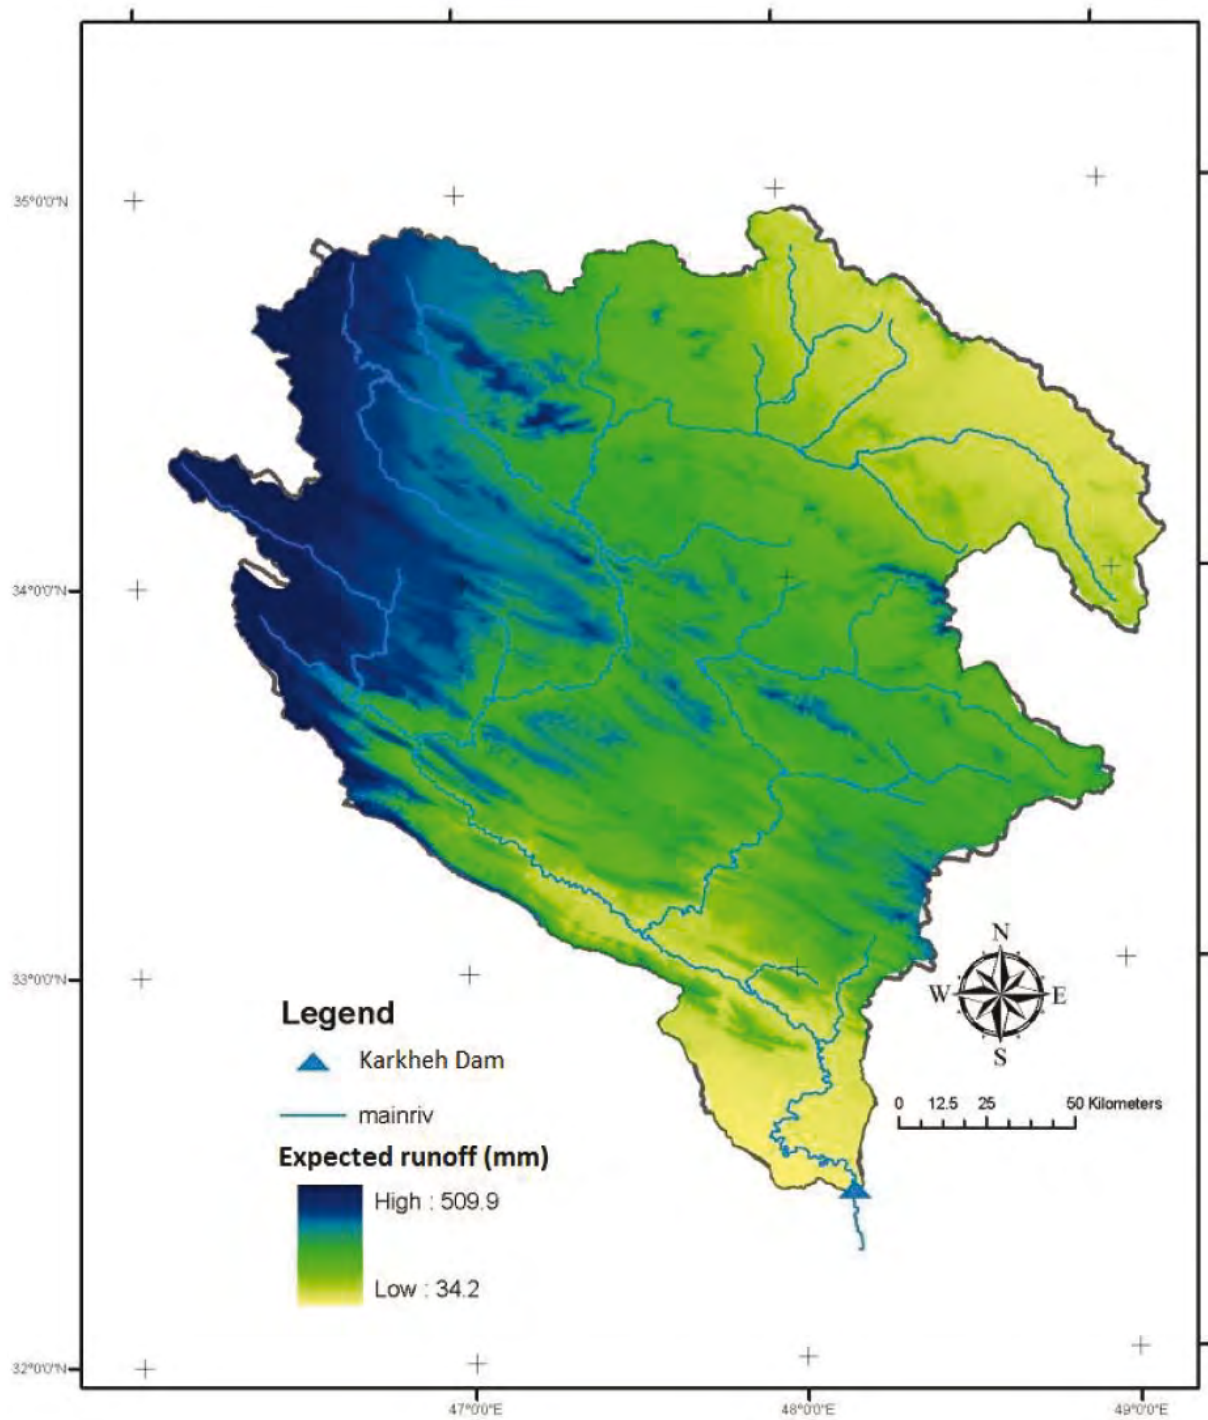 35°0'0"N
34°0'0"N
33°0'0"N
N
W E
S
Legend
Karkheh Dam
mainriv
0 12.5 25 50 Kilometers
Expected runoff (mm)
High : 509.9
Low : 34.2
32°0'0"N
47°0'0"E 48°0'0"E 49°0'0"E